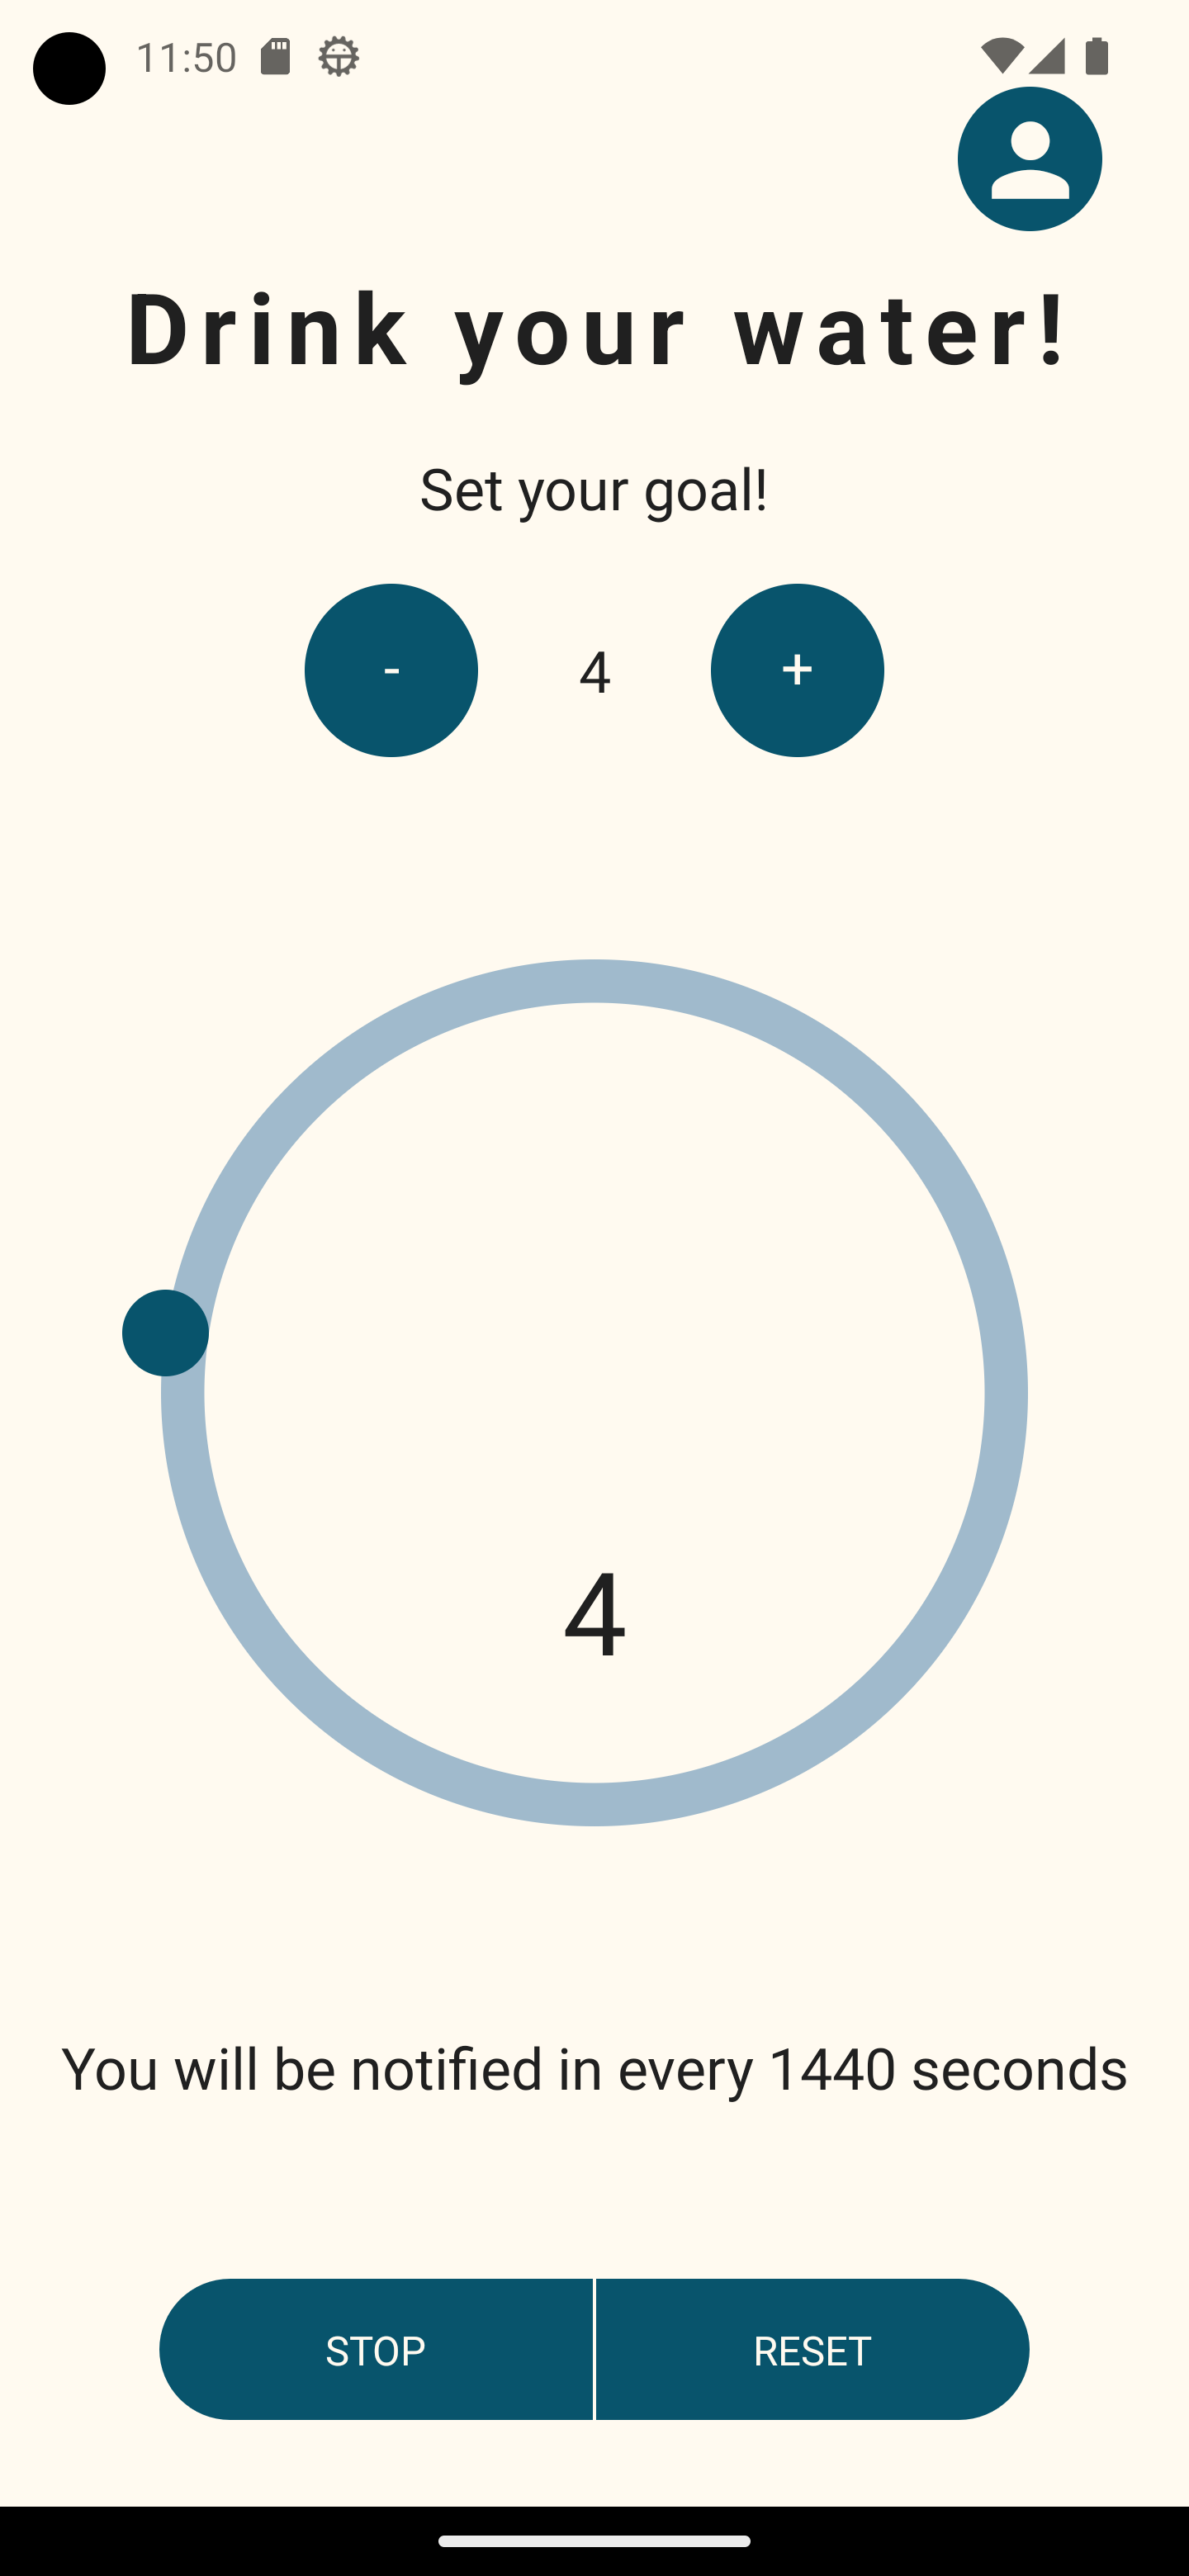 11:50
Drink your water!
Set your goal!
- 4 +
4
You will be notified in every 1440 seconds
STOP RESET